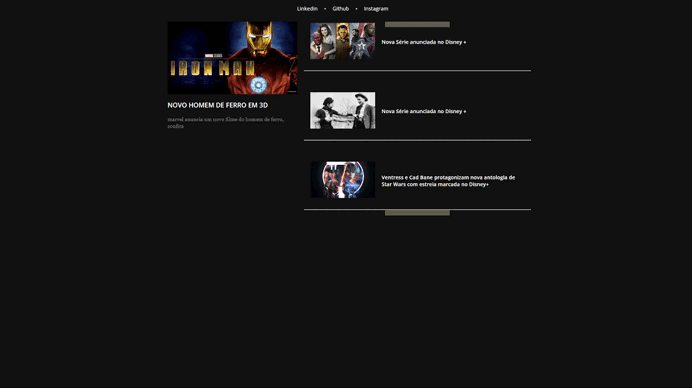 Linkedin • Github • Instagram
MARVEL STUDIOS
IRON MAN
NOVO HOMEM DE FERRO EM 3D
marvel anuncia um novo filme do homem de ferro,
confira
Nova Série anunciada no Disney +
Nova Série anunciada no Disney +
Ventress e Cad Bane protagonizam nova antologia de
Star Wars com estreia marcada no Disney+